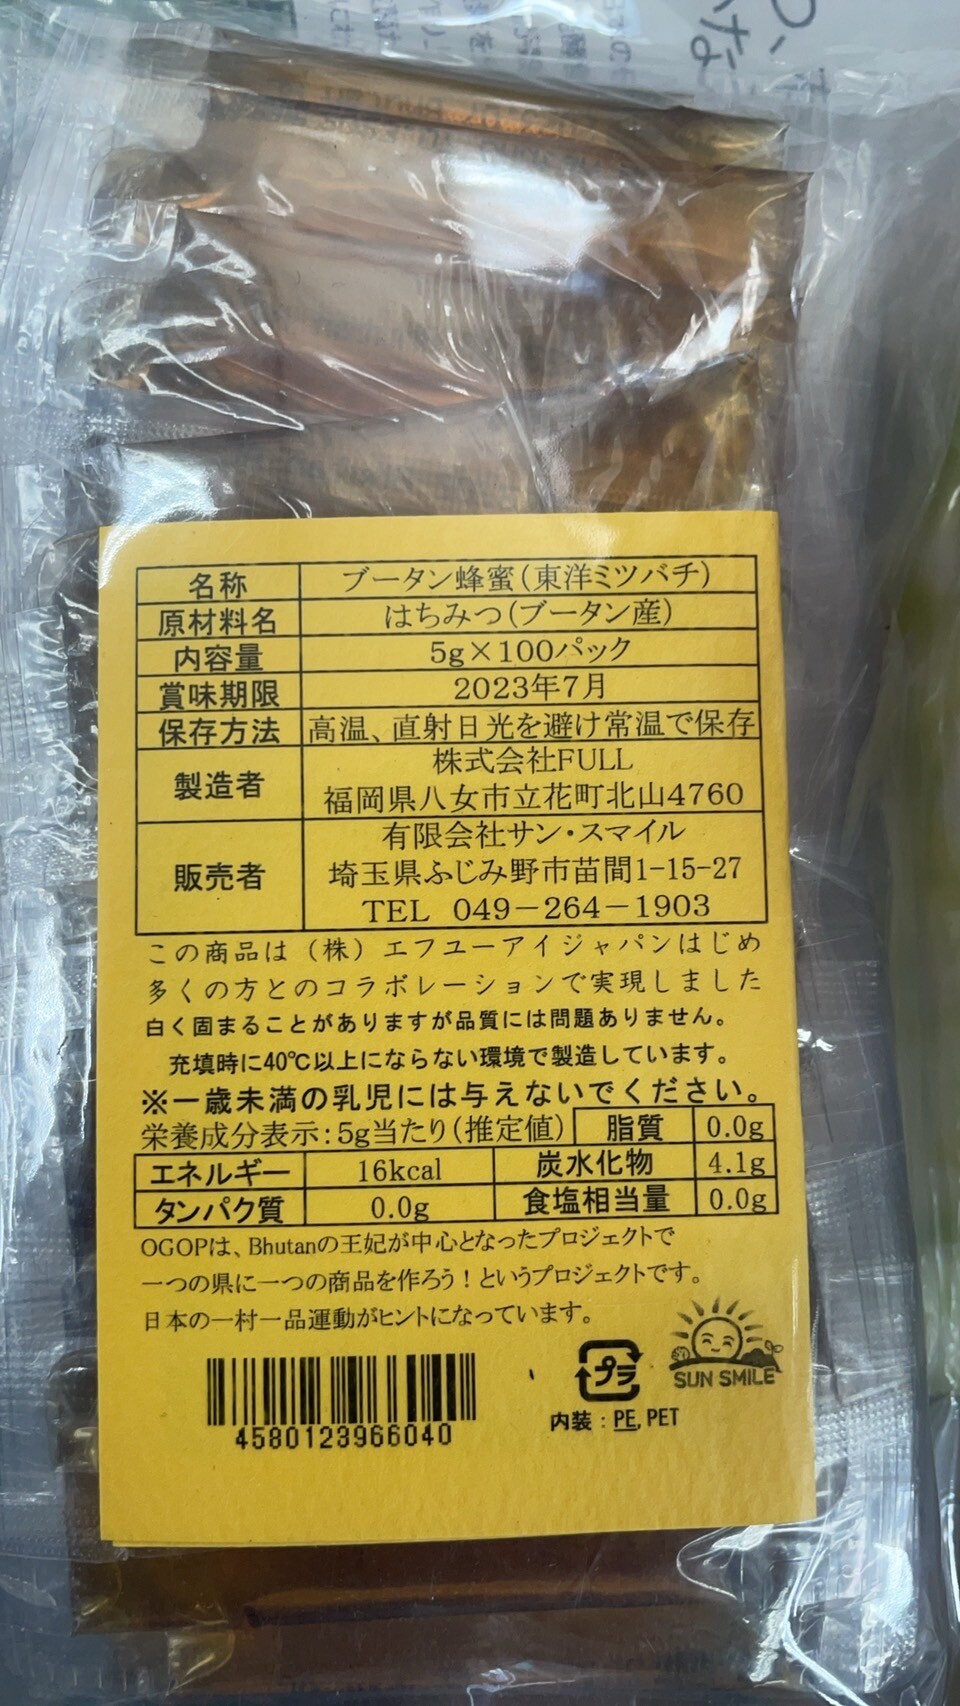 名称 ブータン蜂蜜(東洋ミツバチ)
原材料名 はちみつ(ブータン産)
内容量 5g×100パック
賞味期限 2023年7月
保存方法 高温、直射日光を避け常温で保存
製造者 株式会社FULL
福岡県八女市立花町北山4760
販売者 有限会社サン・スマイル
埼玉県ふじみ野市苗間1-15-27
TEL 049-264-1903
この商品は(株)エフユーアイジャパンはじめ
多くの方とのコラボレーションで実現しました
白く固まることがありますが品質には問題ありません。
充填時に40℃以上にならない環境で製造しています。
※一歳未満の乳児には与えないでください。
栄養成分表示:5g当たり(推定値) 脂質 0.0g
エネルギー 16kcal 炭水化物 4.1g
タンパク質 0.0g 食塩相当量 0.0g
OGOPは、Bhutanの王妃が中心となったプロジェクトで
一つの県に一つの商品を作ろう!というプロジェクトです。
日本の一村一品運動がヒントになっています。
プラ
SUN SMILE
内装:PE, PET
4580123966040